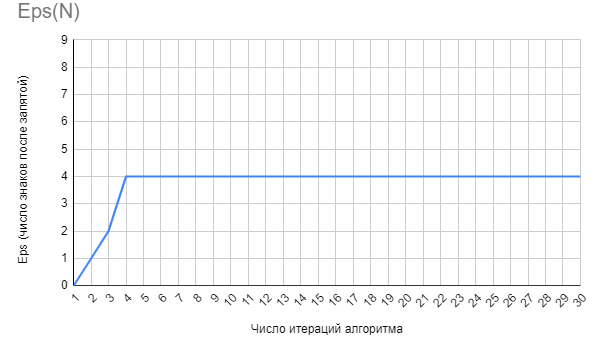 Eps(N)
9
8
7
6
5
4
3
2
1
0
Eps (число знаков после запятой)
1 2 3 4 5 6 7 8 9 10 11 12 13 14 15 16 17 18 19 20 21 22 23 24 25 26 27 28 29 30
Число итераций алгоритма